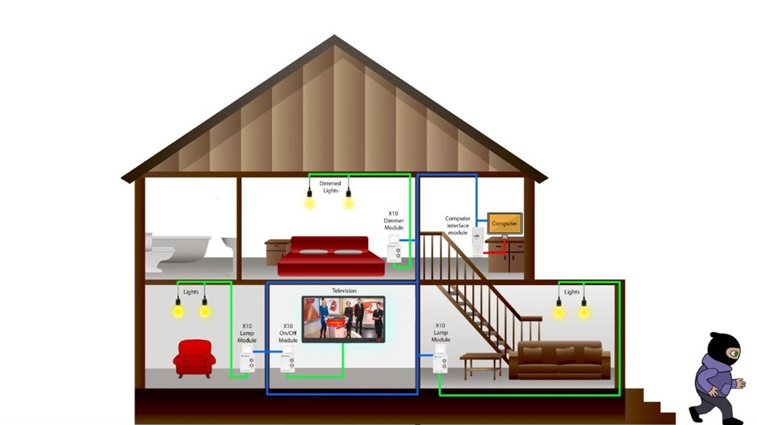 Dimmed
Lights
X10
Dimmer
Module
Computer
interface
module
Computer
Lights
X10
Lamp
Module
X10
On/Off
Module
Television
X10
Lamp
Module
Lights